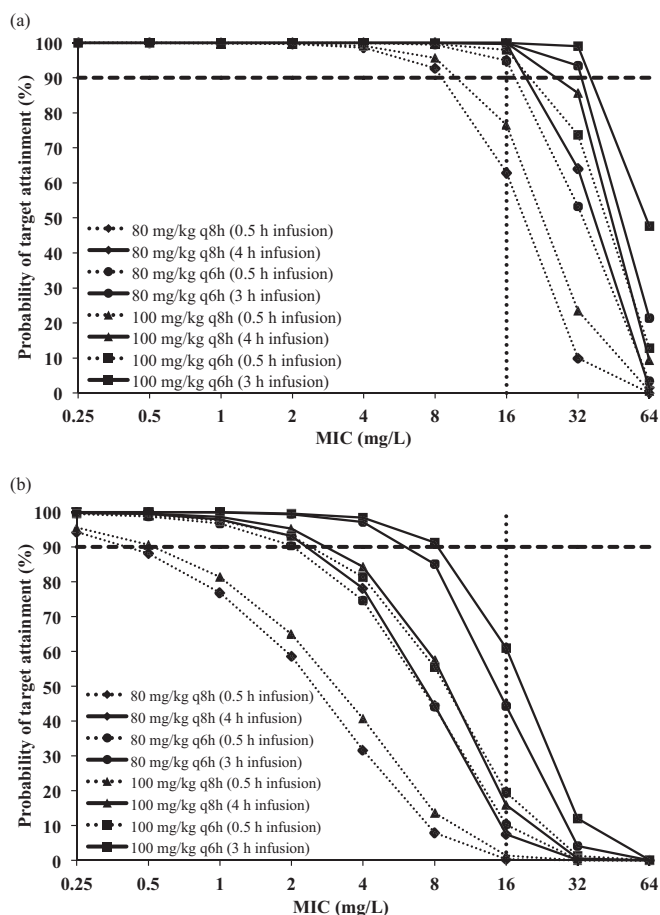 (a)
Probability of target attainment (%)
100
90
80
70
60
50
40
30
20
10
0
80 mg/kg q8h (0.5 h infusion)
80 mg/kg q8h (4 h infusion)
80 mg/kg q6h (0.5 h infusion)
80 mg/kg q6h (3 h infusion)
100 mg/kg q8h (0.5 h infusion)
100 mg/kg q8h (4 h infusion)
100 mg/kg q6h (0.5 h infusion)
100 mg/kg q6h (3 h infusion)
0.25 0.5 1 2 4 8 16 32 64
MIC (mg/L)
(b)
Probability of target attainment (%)
100
90
80
70
60
50
40
30
20
10
0
80 mg/kg q8h (0.5 h infusion)
80 mg/kg q8h (4 h infusion)
80 mg/kg q6h (0.5 h infusion)
80 mg/kg q6h (3 h infusion)
100 mg/kg q8h (0.5 h infusion)
100 mg/kg q8h (4 h infusion)
100 mg/kg q6h (0.5 h infusion)
100 mg/kg q6h (3 h infusion)
0.25 0.5 1 2 4 8 16 32 64
MIC (mg/L)